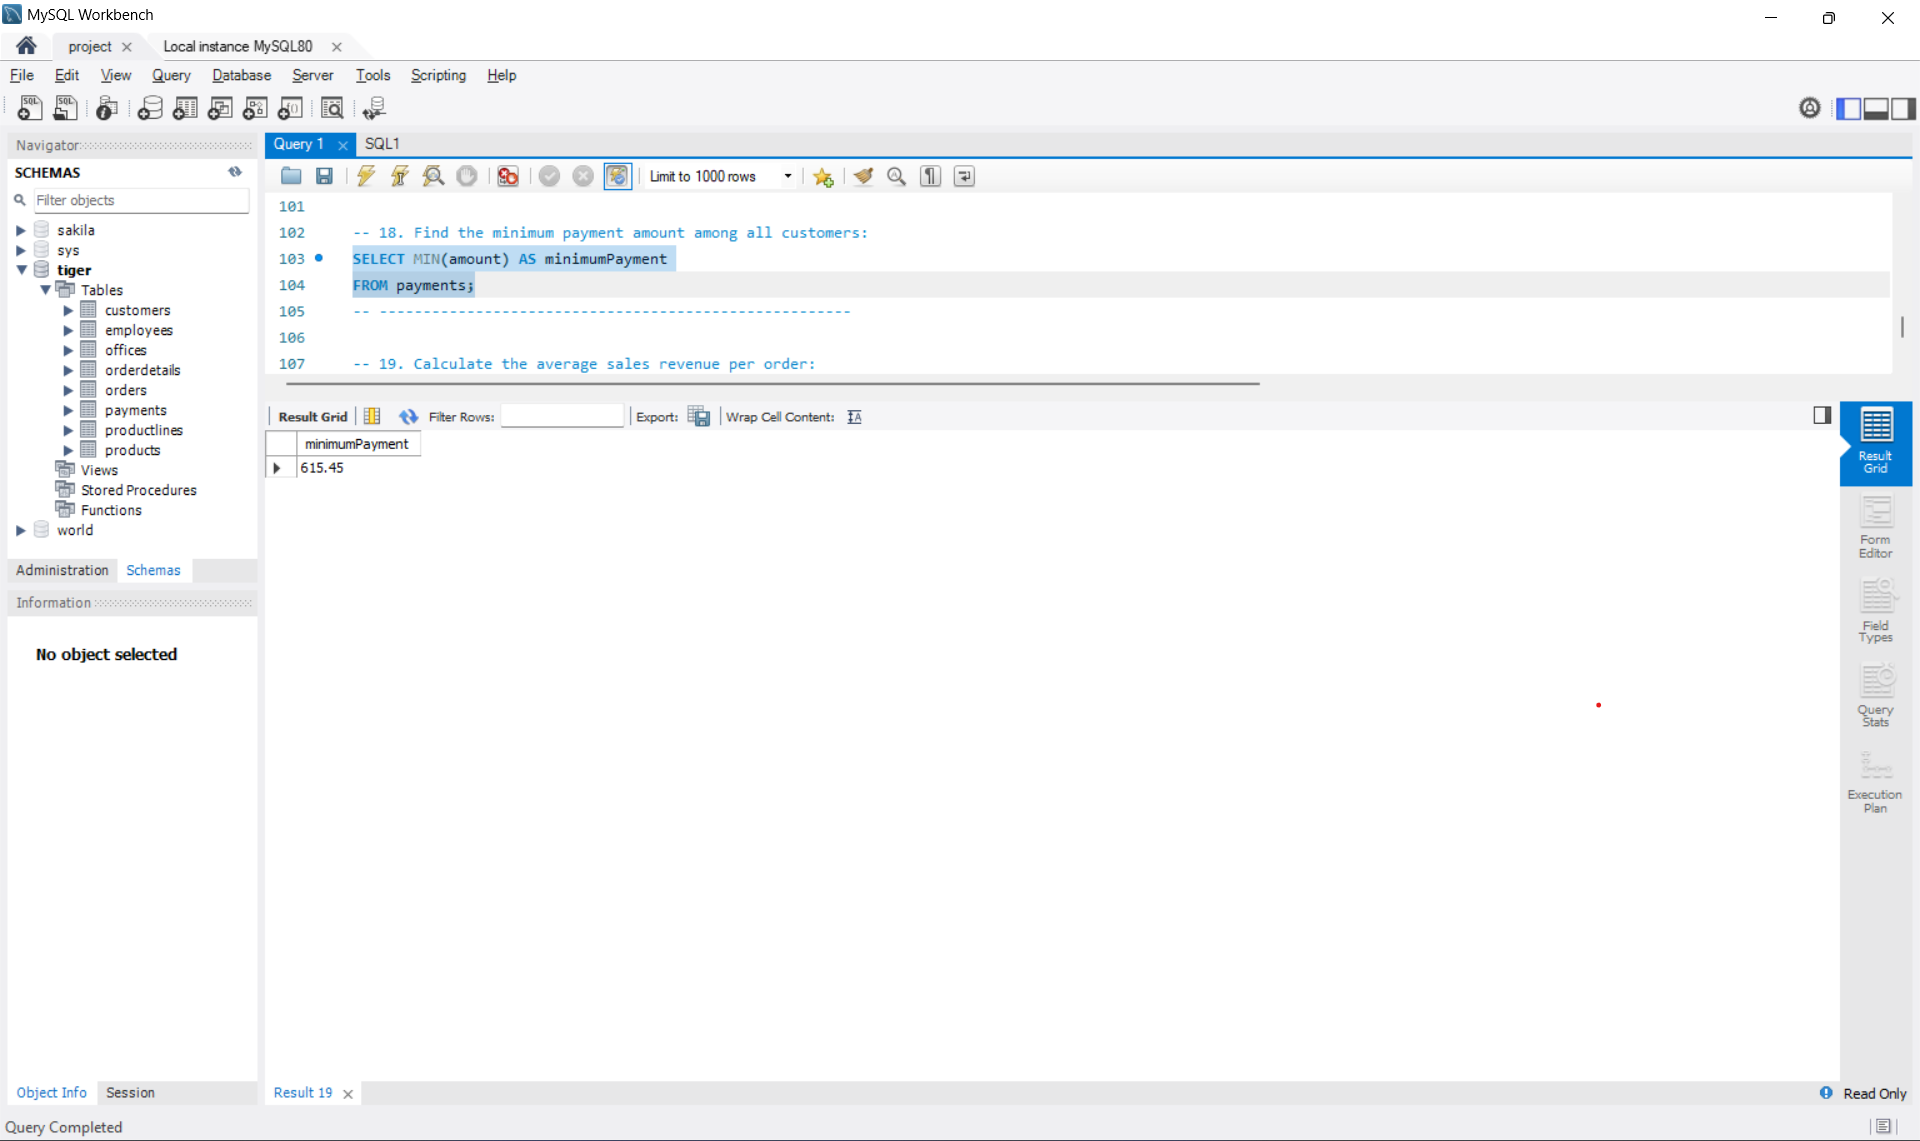 MySQL Workbench
project
Local instance MySQL80
File Edit View Query Database Server Tools Scripting Help
Navigator
SCHEMAS
Filter objects
sakila
sys
tiger
Tables
customers
employees
offices
orderdetails
orders
payments
productlines
products
Views
Stored Procedures
Functions
world
Administration Schemas
Information
No object selected
Object Info Session
Query Completed
Query 1 SQL1
Limit to 1000 rows
101
102 -- 18. Find the minimum payment amount among all customers:
103 SELECT MIN(amount) AS minimumPayment
104 FROM payments;
105 -- ------------------------------------------------------
106
107 -- 19. Calculate the average sales revenue per order:
Result Grid Filter Rows: Export: Wrap Cell Content:
minimumPayment
615.45
Result
Grid
Form
Editor
Field
Types
Query
Stats
Execution
Plan
Result 19
Read Only